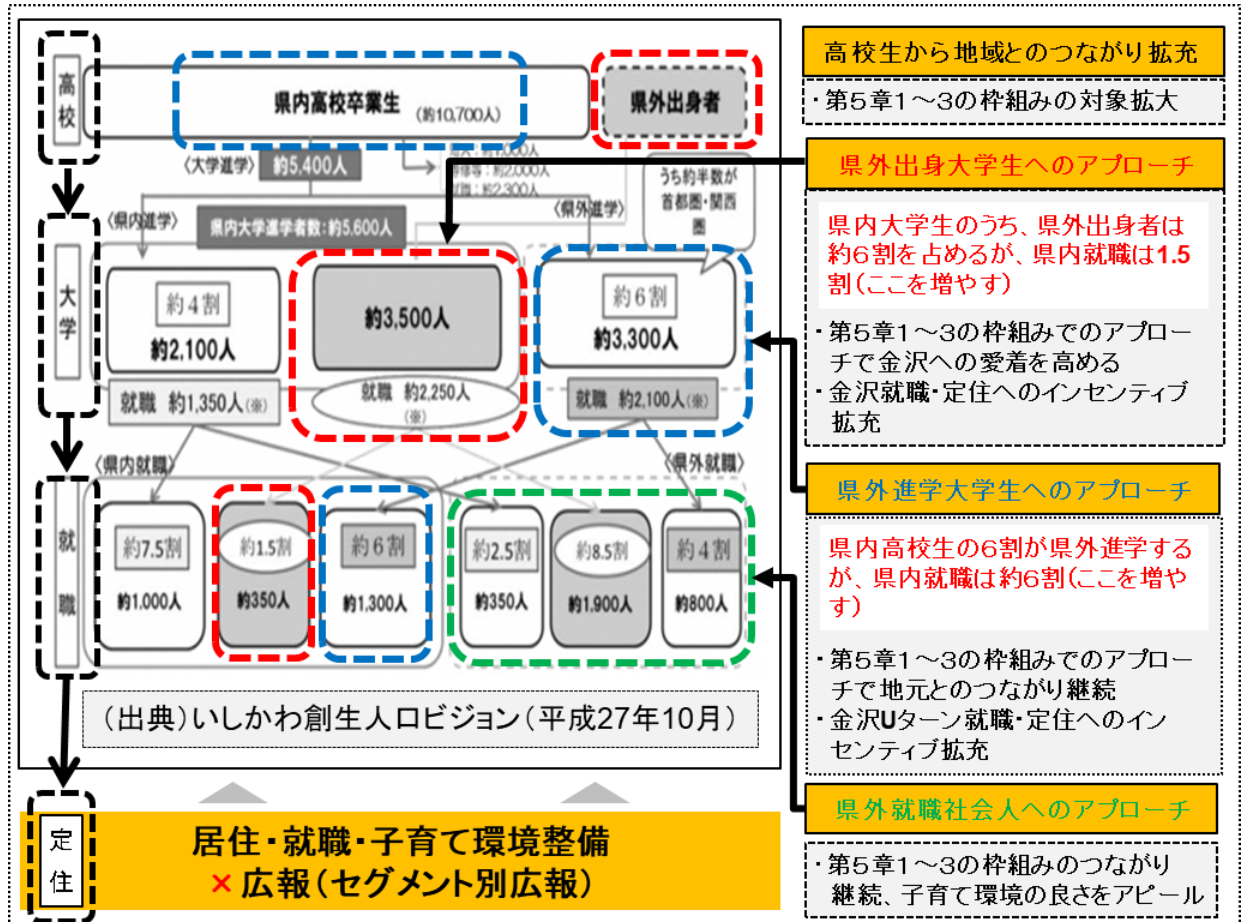 高校
県内高校卒業生 (約10,700人)
県外出身者
〈大学進学〉 約5,400人
約2,000人
就職：約2,300人
うち約半数が
首都圏・関西
圏
〈県内進学〉
県内大学進学者数：約5,600人
〈県外進学〉
大学
約4割
約2,100人
約3,500人
約6割
約3,300人
就職 約1,350人(※)
就職 約2,250人
(※)
就職 約2,100人(※)
〈県内就職〉
〈県外就職〉
就職
約7.5割
約1,000人
約1.5割
約350人
約6割
約1,300人
約2.5割
約350人
約8.5割
約1,900人
約4割
約800人
（出典）いしかわ創生人口ビジョン（平成27年10月）
定住
居住・就職・子育て環境整備
×広報（セグメント別広報）
高校生から地域とのつながり拡充
・第5章1～3の枠組みの対象拡大
県外出身大学生へのアプローチ
県内大学生のうち、県外出身者は
約6割を占めるが、県内就職は1.5
割（ここを増やす）
・第5章1～3の枠組みでのアプロー
チで金沢への愛着を高める
・金沢就職・定住へのインセンティブ
拡充
県外進学大学生へのアプローチ
県内高校生の6割が県外進学する
が、県内就職は約6割（ここを増や
す）
・第5章1～3の枠組みでのアプロー
チで地元とのつながり継続
・金沢Uターン就職・定住へのイン
センティブ拡充
県外就職社会人へのアプローチ
・第5章1～3の枠組みのつながり
継続、子育て環境の良さをアピール